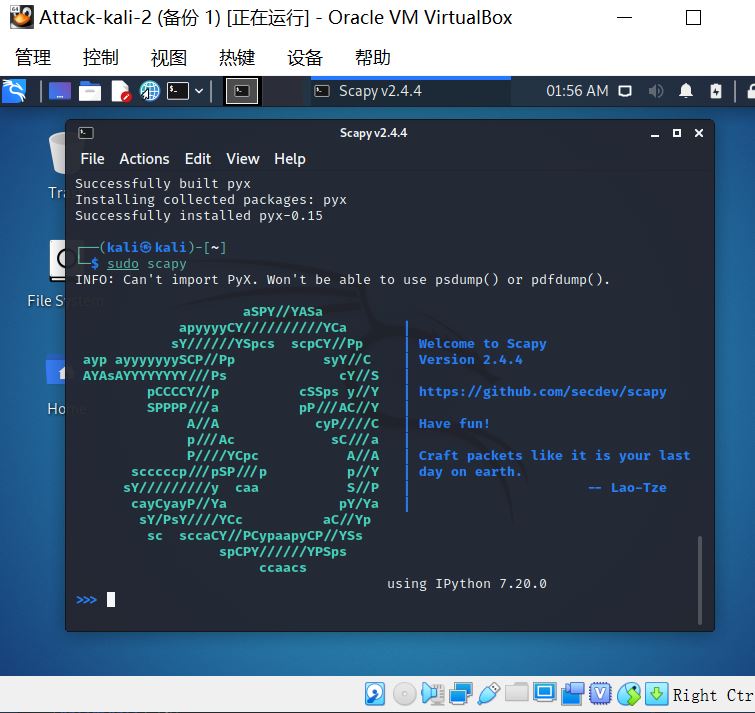 Attack-kali-2 (备份 1) [正在运行] - Oracle VM VirtualBox
管理 控制 视图 热键 设备 帮助
Scapy v2.4.4 01:56 AM
Scapy v2.4.4
File Actions Edit View Help
Successfully built pyx
Installing collected packages: pyx
Successfully installed pyx-0.15
┌──(kali㉿kali)-[~]
└─$ sudo scapy
INFO: Can't import PyX. Won't be able to use psdump() or pdfdump().
aSPY//YASa
apyyyyCY//////////YCa |
sY//////YSpcs scpCY//Pp | Welcome to Scapy
ayp ayyyyyyySCP//Pp syY//C | Version 2.4.4
AYAsAYYYYYYYY///Ps cY//S |
pCCCCY//p cSSps y//Y | https://github.com/secdev/scapy
SPPPP///a pP///AC//Y |
A//A cyP////C | Have fun!
p///Ac sC///a |
P////YCpc A//A | Craft packets like it is your last
scccccp///pSP///p p//Y | day on earth.
sY/////////y caa S//P | -- Lao-Tze
cayCyayP//Ya pY/Ya |
sY/PsY////YCc aC//Yp
sc sccaCY//PCypaapyCP//YSs
spCPY//////YPSps
ccaacs
using IPython 7.20.0
>>>
File System
Right Ctr